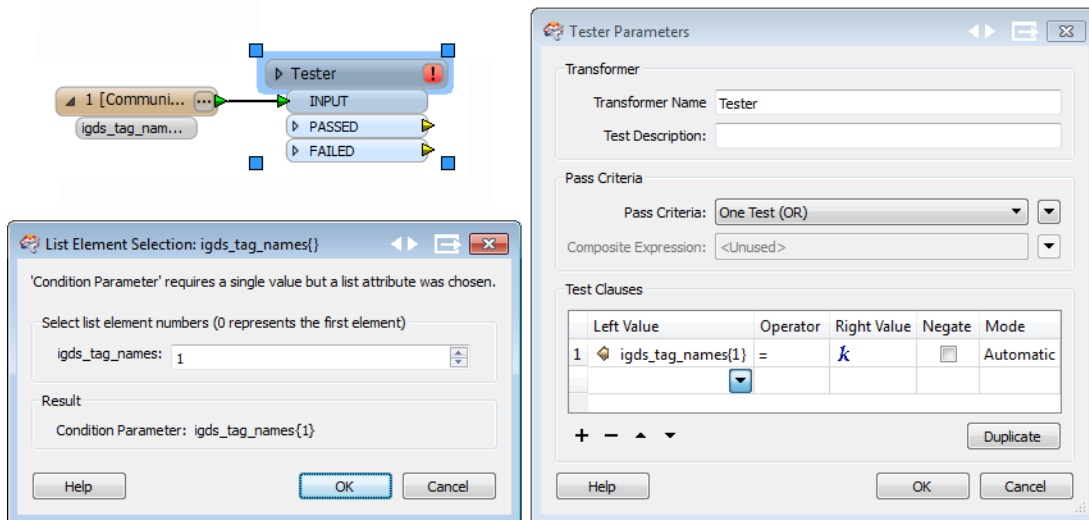 Tester
1 [Communi...
INPUT
igds_tag_nam...
PASSED
FAILED
List Element Selection: igds_tag_names{}
'Condition Parameter' requires a single value but a list attribute was chosen.
Select list element numbers (0 represents the first element)
igds_tag_names: 1
Result
Condition Parameter: igds_tag_names{1}
Help OK Cancel
Tester Parameters
Transformer
Transformer Name Tester
Test Description:
Pass Criteria
Pass Criteria: One Test (OR)
Composite Expression: <Unused>
Test Clauses
Left Value Operator Right Value Negate Mode
1 igds_tag_names{1} = k Automatic
Duplicate
Help OK Cancel